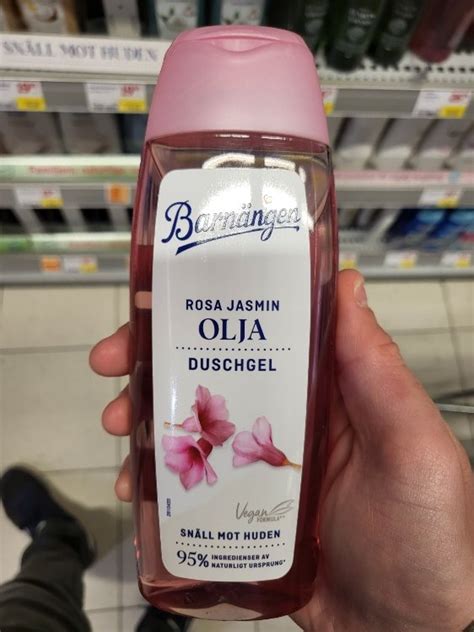 SNÄLL MOT HUDEN
Barnängen
ROSA JASMIN
OLJA
DUSCHGEL
Vegan
FORMULA
SNÄLL MOT HUDEN
95% INGREDIENSER AV
NATURLIGT URSPRUNG